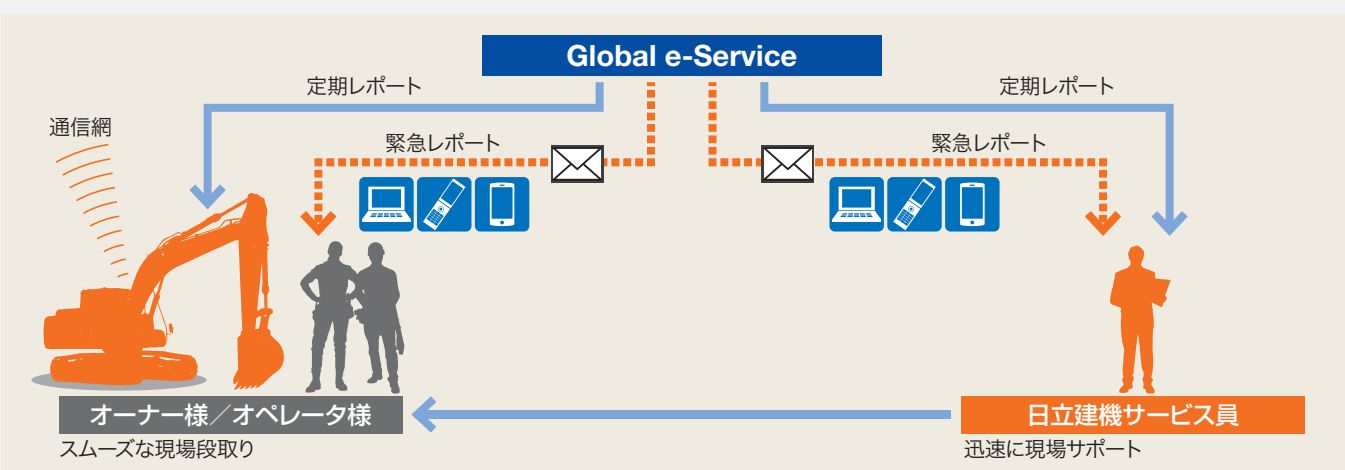 Global e-Service
定期レポート
定期レポート
通信網
緊急レポート
緊急レポート
オーナー様／オペレータ様
日立建機サービス員
スムーズな現場段取り
迅速に現場サポート